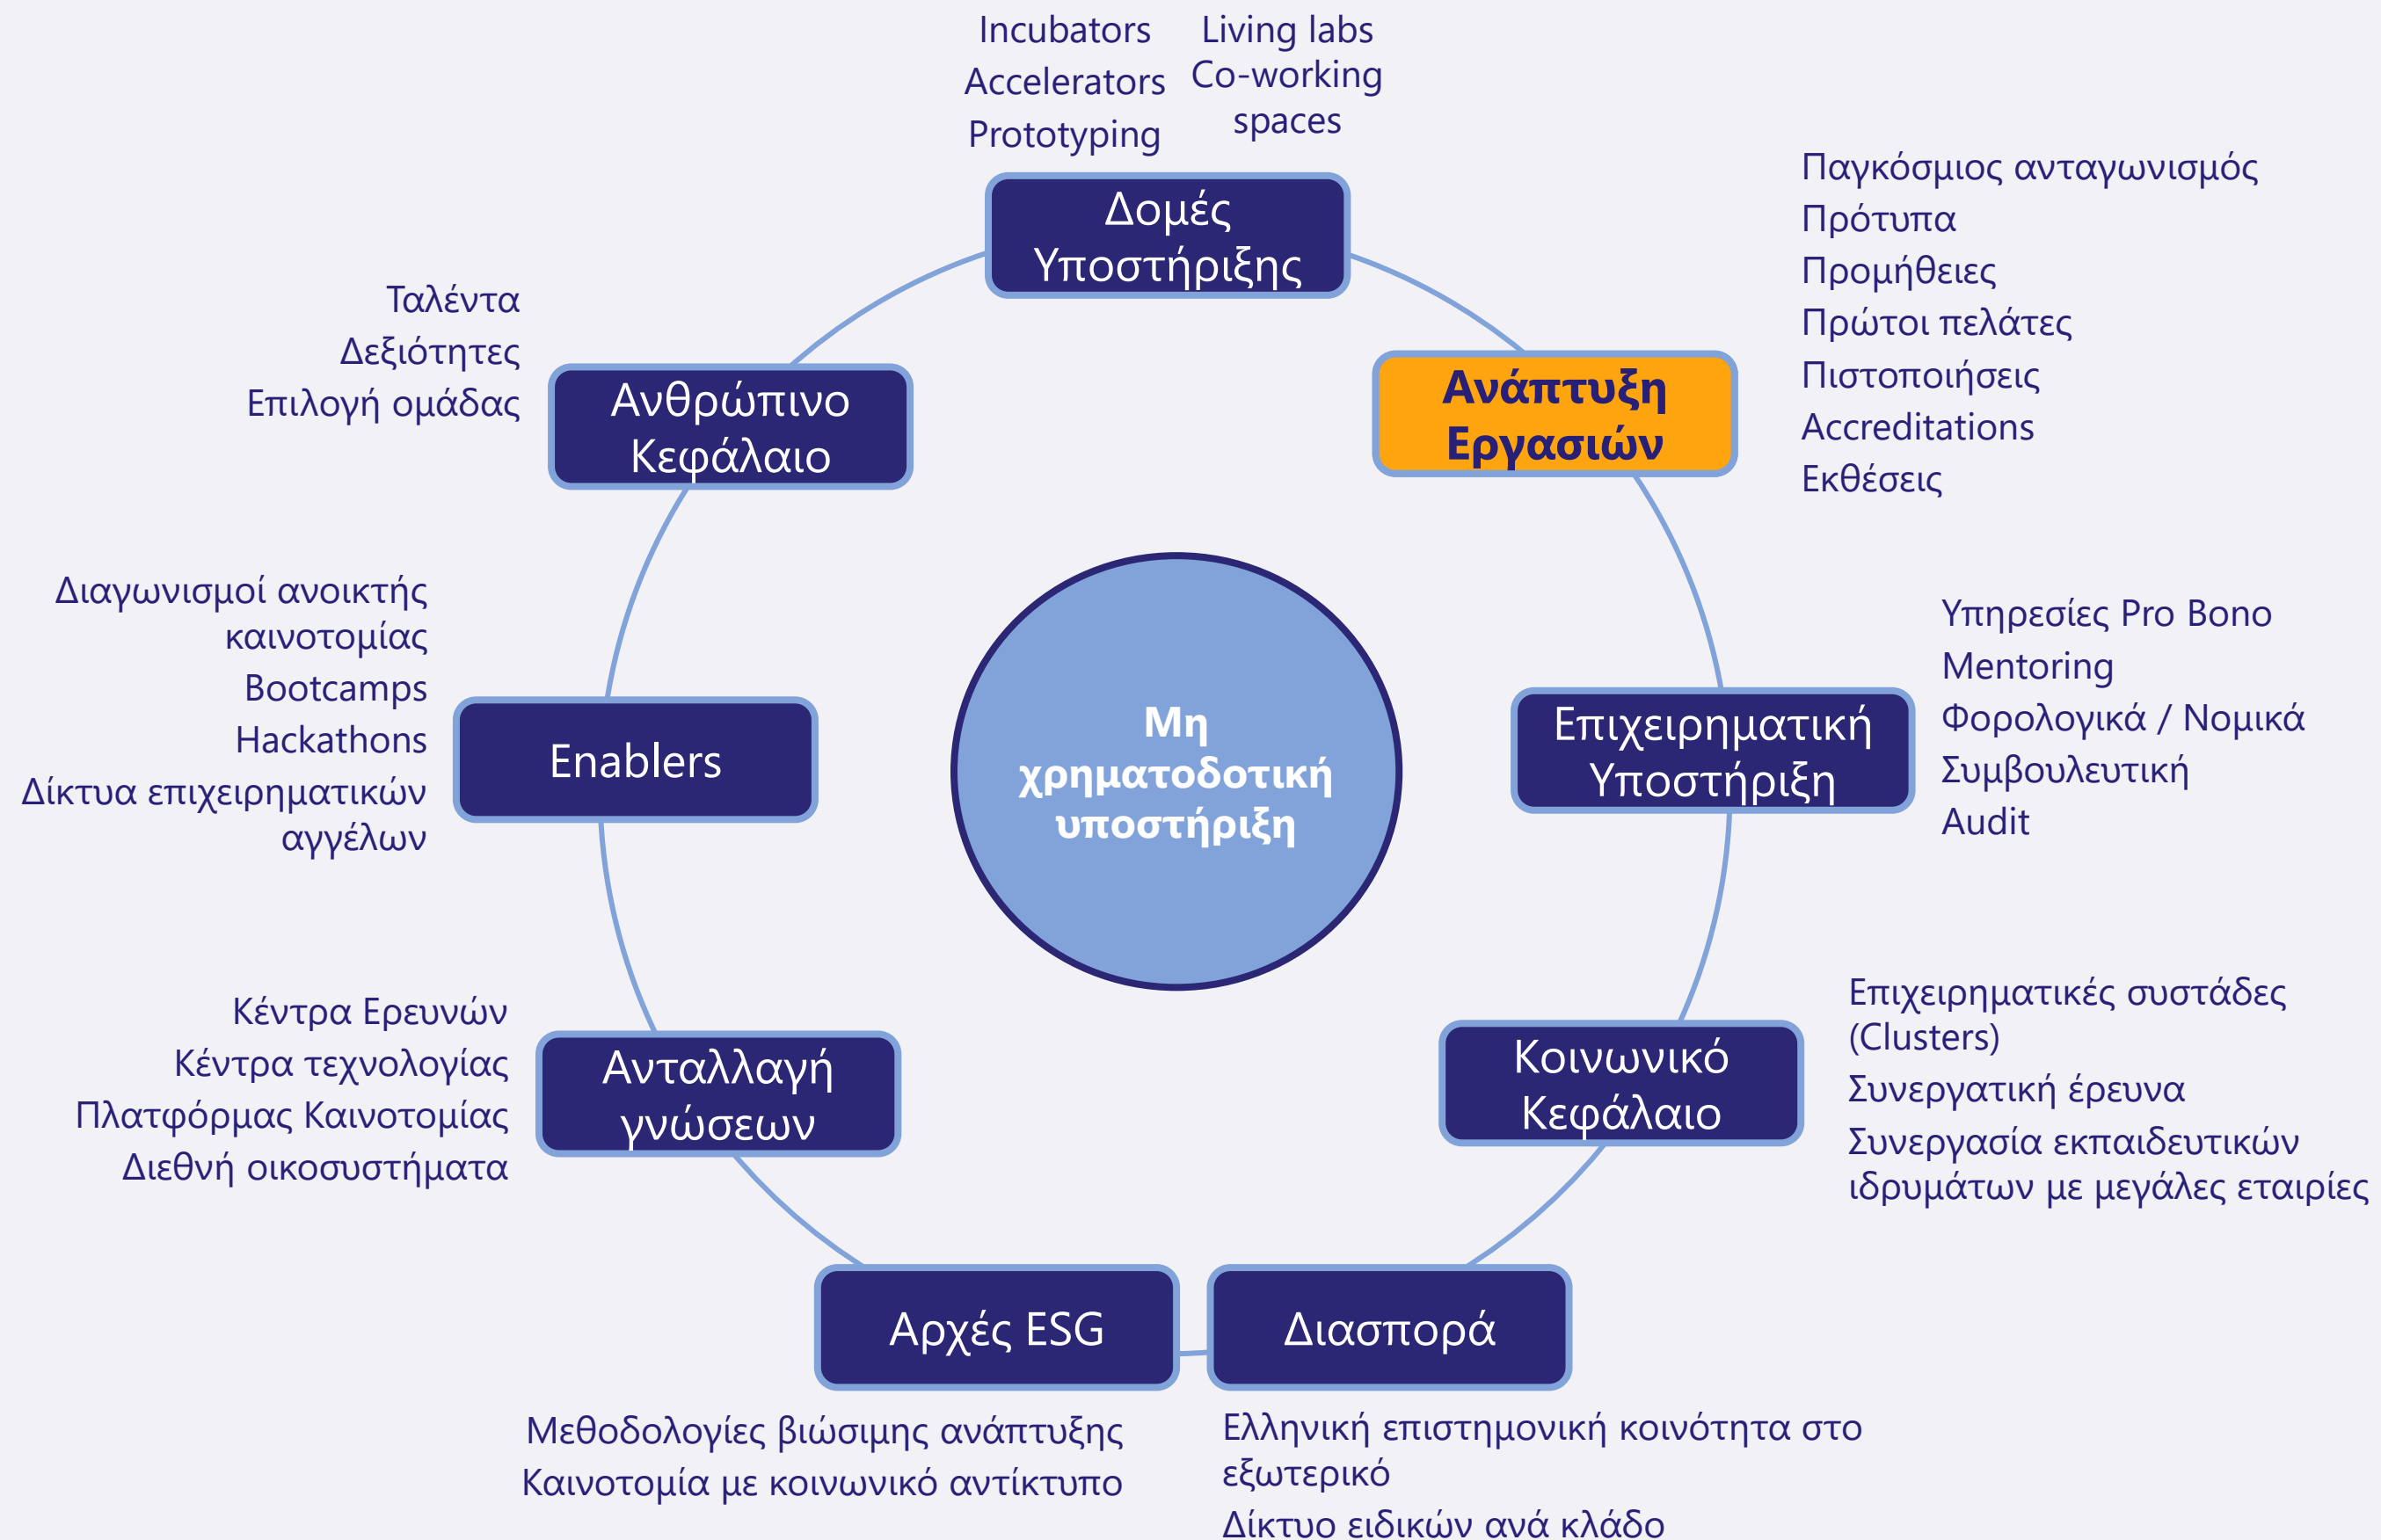 Incubators
Accelerators
Prototyping
Living labs
Co-working
spaces
Δομές
Υποστήριξης
Παγκόσμιος ανταγωνισμός
Πρότυπα
Προμήθειες
Πρώτοι πελάτες
Πιστοποιήσεις
Accreditations
Εκθέσεις
Ανάπτυξη
Εργασιών
Ταλέντα
Δεξιότητες
Επιλογή ομάδας
Ανθρώπινο
Κεφάλαιο
Διαγωνισμοί ανοικτής
καινοτομίας
Bootcamps
Hackathons
Δίκτυα επιχειρηματικών
αγγέλων
Enablers
Μη
χρηματοδοτική
υποστήριξη
Επιχειρηματική
Υποστήριξη
Υπηρεσίες Pro Bono
Mentoring
Φορολογικά / Νομικά
Συμβουλευτική
Audit
Κέντρα Ερευνών
Κέντρα τεχνολογίας
Πλατφόρμας Καινοτομίας
Διεθνή οικοσυστήματα
Ανταλλαγή
γνώσεων
Κοινωνικό
Κεφάλαιο
Επιχειρηματικές συστάδες
(Clusters)
Συνεργατική έρευνα
Συνεργασία εκπαιδευτικών
ιδρυμάτων με μεγάλες εταιρίες
Αρχές ESG
Μεθοδολογίες βιώσιμης ανάπτυξης
Καινοτομία με κοινωνικό αντίκτυπο
Διασπορά
Ελληνική επιστημονική κοινότητα στο
εξωτερικό
Δίκτυο ειδικών ανά κλάδο